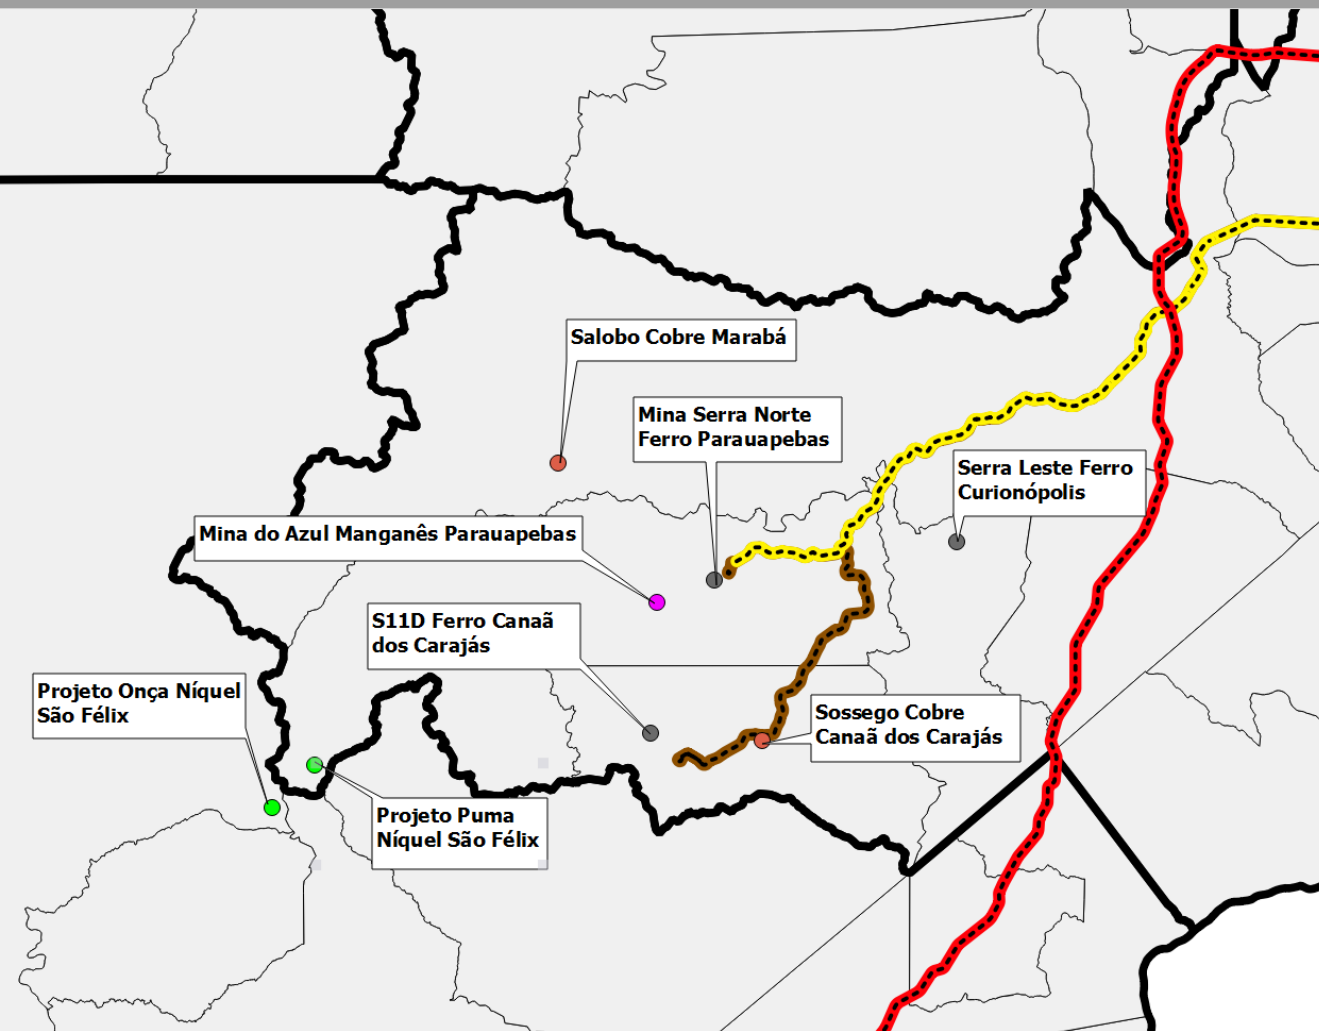 Salobo Cobre Marabá
Mina Serra Norte
Ferro Parauapebas
Serra Leste Ferro
Curionópolis
Mina do Azul Manganês Parauapebas
S11D Ferro Canaã
dos Carajás
Projeto Onça Níquel
São Félix
Sossego Cobre
Canaã dos Carajás
Projeto Puma
Níquel São Félix